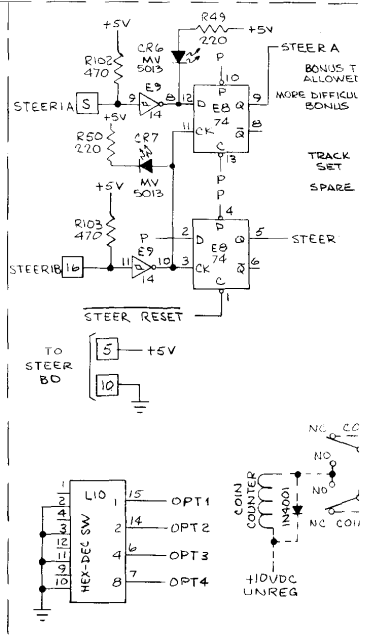 R49
+5V
220
+5V
CR6
MV
5013
STEER A
R102
470
P
10
BONUS T
ALLOWED
E9
STEER1A
S
9
8
12
D
E8
Q
9
MORE DIFFICUL
BONUS
14
74
+5V
11
CK
Q
8
R50
220
CR7
C
13
TRACK
SET
MV
5013
P
SPARE
+5V
P
4
R103
470
P
P
2
D
E8
Q
5
STEER
E9
74
STEER1B
16
11
10
3
CK
Q
6
14
C
1
STEER RESET
TO
STEER
BD
5
+5V
10
NC CO
NO
1
L10
15
OPT1
2
1
4
14
OPT2
3
2
12
6
OPT3
11
4
9
7
OPT4
10
8
HEX-DEC SW
COIN
COUNTER
1N4001
NO
NC COI
+10VDC
UNREG